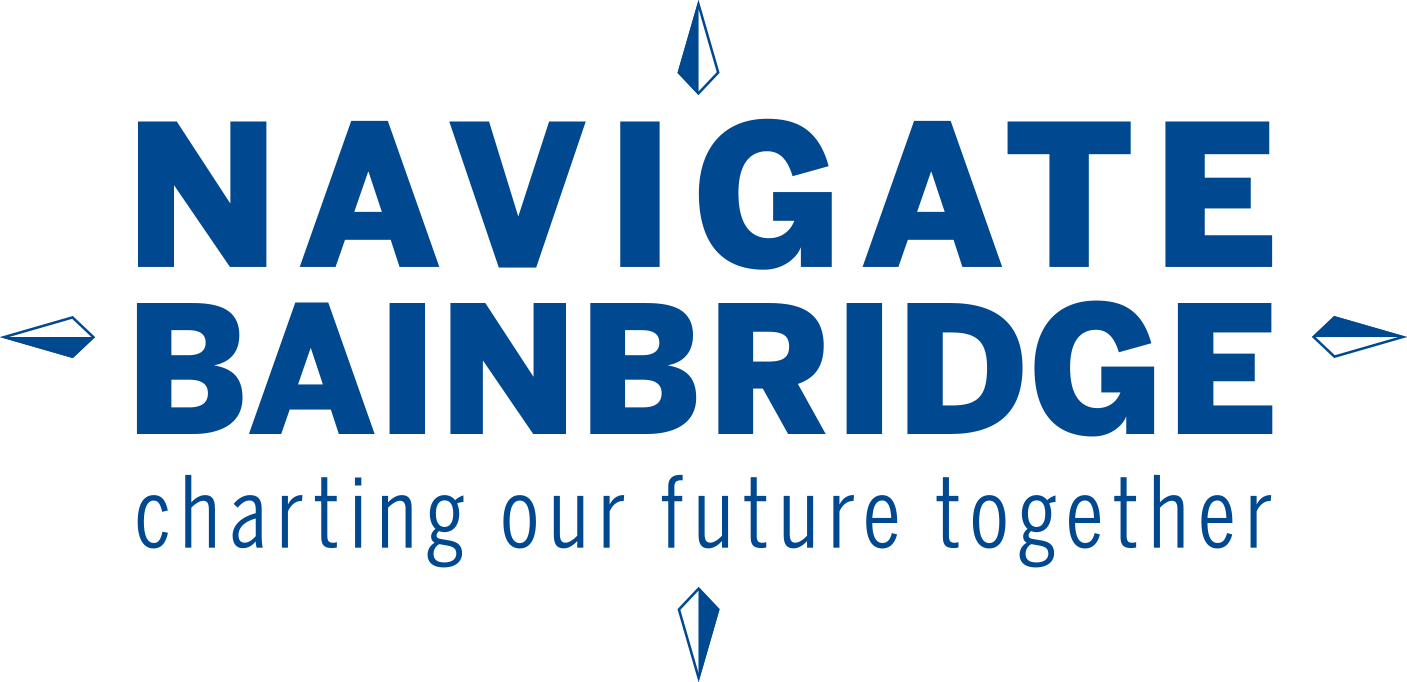 NAVIGATE
BAINBRIDGE
charting our future together